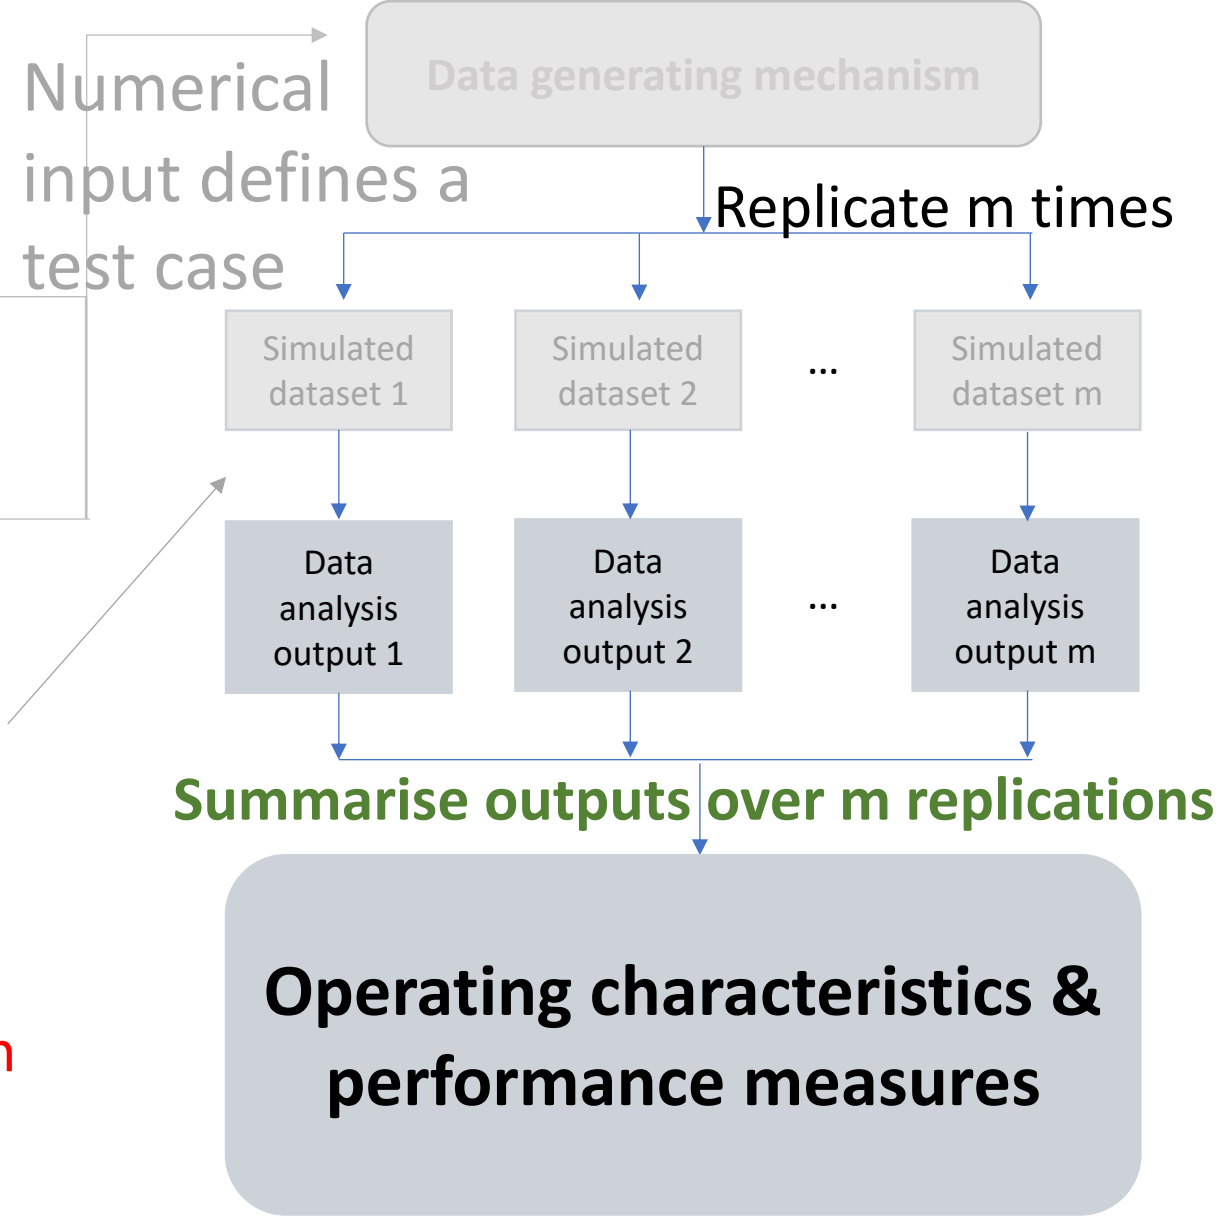 Data generating mechanism
Numerical
input defines a
test case
Replicate m times
Simulated
dataset 1
Simulated
dataset 2
...
Simulated
dataset m
Data
analysis
output 1
Data
analysis
output 2
...
Data
analysis
output m
Summarise outputs over m replications
Operating characteristics &
performance measures